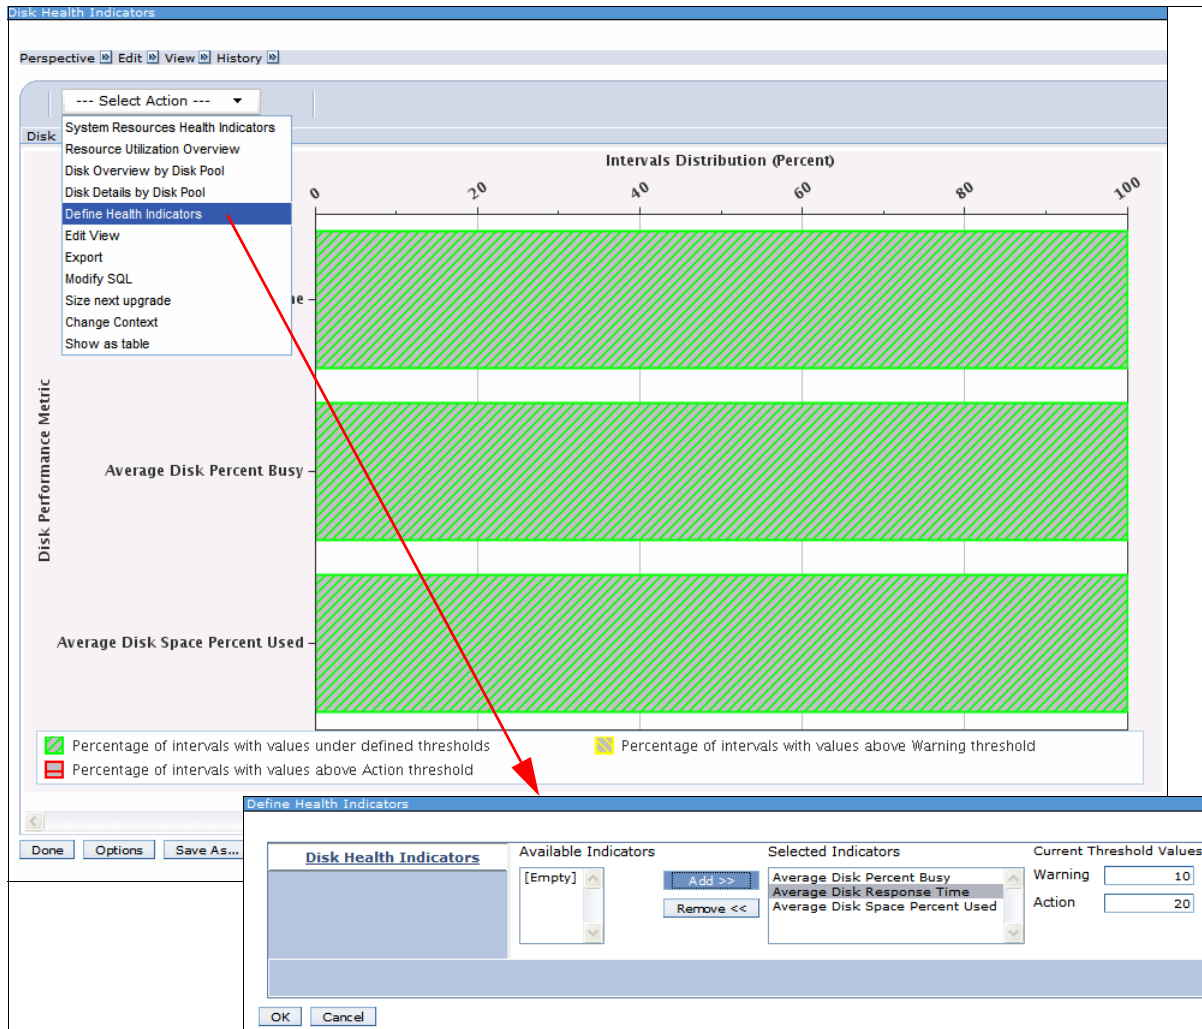 Disk Health Indicators
Perspective Edit View History
--- Select Action ---
System Resources Health Indicators
Resource Utilization Overview
Disk Overview by Disk Pool
Disk Details by Disk Pool
Define Health Indicators
Edit View
Export
Modify SQL
Size next upgrade
Change Context
Show as table
Disk
Intervals Distribution (Percent)
0 20 40 60 80 100
Disk Performance Metric
ne
Average Disk Percent Busy
Average Disk Space Percent Used
Percentage of intervals with values under defined thresholds
Percentage of intervals with values above Warning threshold
Percentage of intervals with values above Action threshold
Done Options Save As...
Define Health Indicators
Disk Health Indicators
Available Indicators
[Empty]
Add >>
Remove <<
Selected Indicators
Average Disk Percent Busy
Average Disk Response Time
Average Disk Space Percent Used
Current Threshold Values
Warning 10
Action 20
OK Cancel